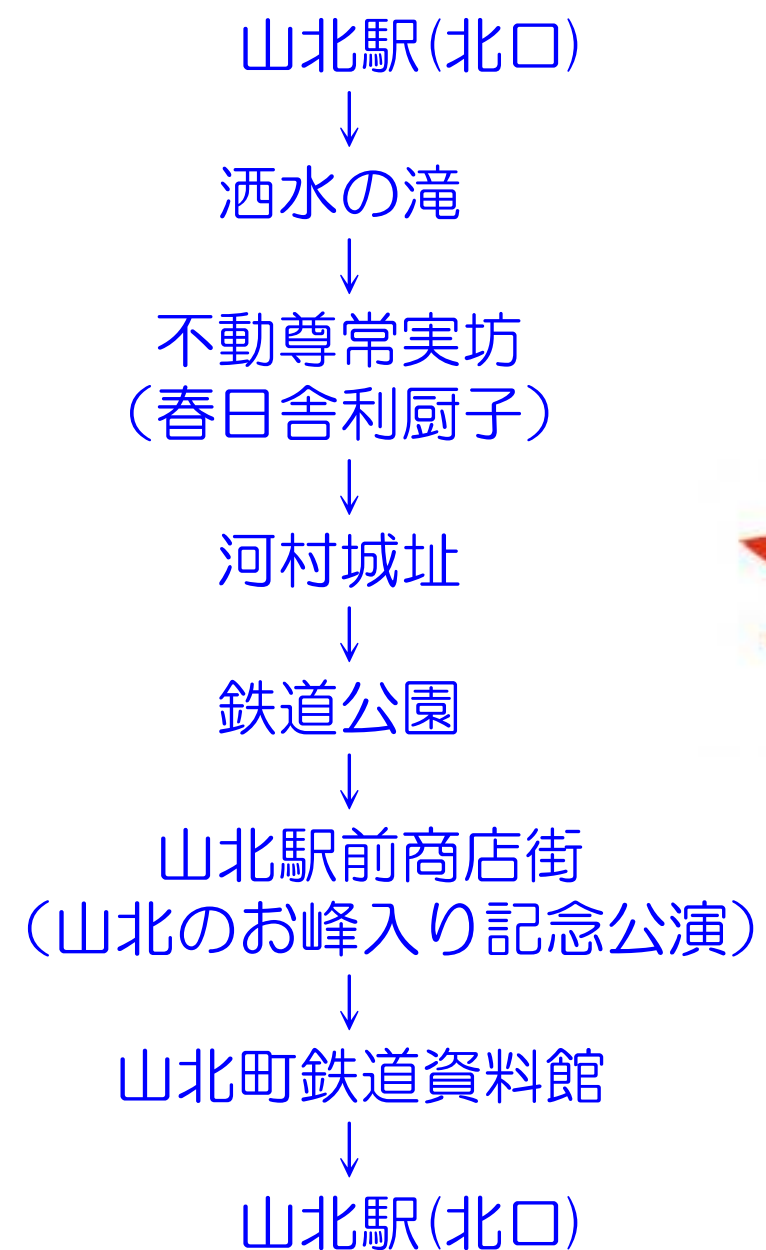 山北駅(北口)
↓
洒水の滝
↓
不動尊常実坊
（春日舎利厨子）
↓
河村城址
↓
鉄道公園
↓
山北駅前商店街
（山北のお峰入り記念公演）
↓
山北町鉄道資料館
↓
山北駅(北口)